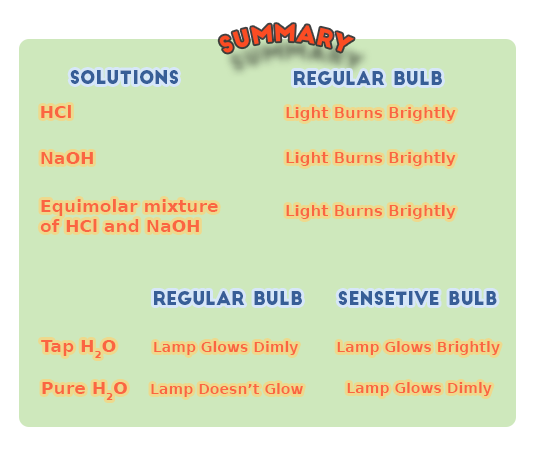 SUMMARY
SOLUTIONS REGULAR BULB
HCl Light Burns Brightly
NaOH Light Burns Brightly
Equimolar mixture
of HCl and NaOH Light Burns Brightly
REGULAR BULB SENSETIVE BULB
Tap H₂O Lamp Glows Dimly Lamp Glows Brightly
Pure H₂O Lamp Doesn’t Glow Lamp Glows Dimly